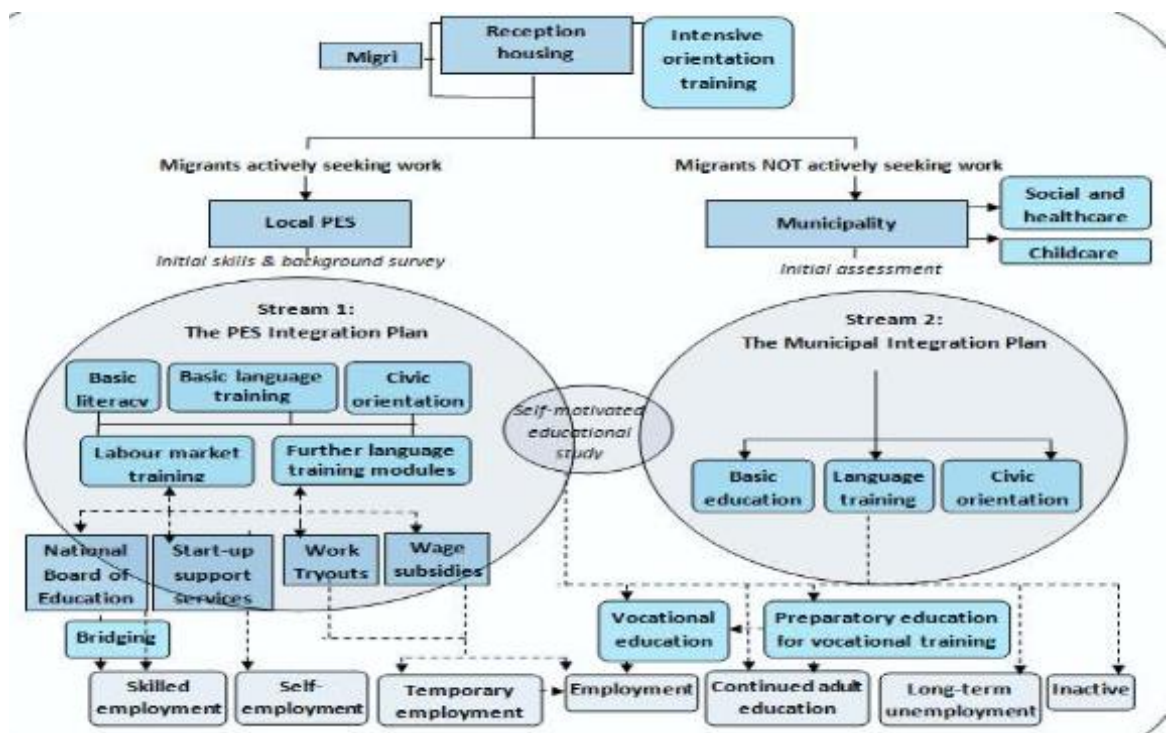 Reception
housing
Migri
Intensive
orientation
training
Migrants actively seeking work
Migrants NOT actively seeking work
Local PES
Municipality
Social and
healthcare
Childcare
Initial skills & background survey
Initial assessment
Stream 1:
The PES Integration Plan
Stream 2:
The Municipal Integration Plan
Basic
literacy
Basic language
training
Civic
orientation
Self-motivated
educational
study
Labour market
training
Further language
training modules
Basic
education
Language
training
Civic
orientation
National
Board of
Education
Start-up
support
services
Work
Tryouts
Wage
subsidies
Bridging
Vocational
education
Preparatory education
for vocational training
Skilled
employment
Self-
employment
Temporary
employment
Employment
Continued adult
education
Long-term
unemployment
Inactive